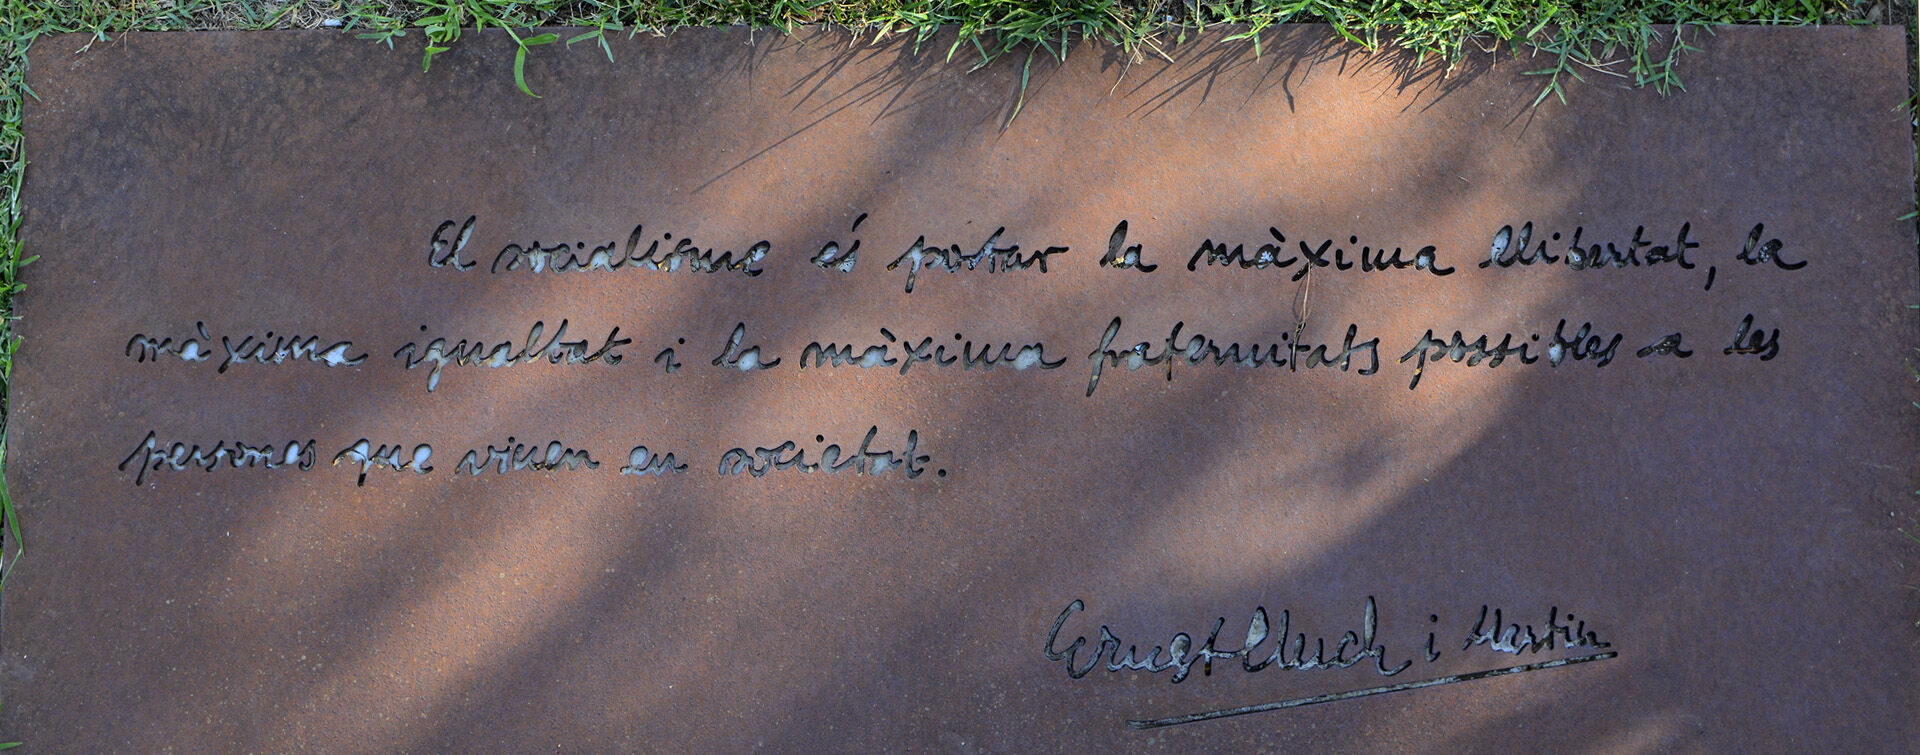 El socialisme és portar la màxima llibertat, la
màxima igualtat i la màxima fraternitats possibles a les
persones que viuen en societat.
Ernest Lluch i Martin